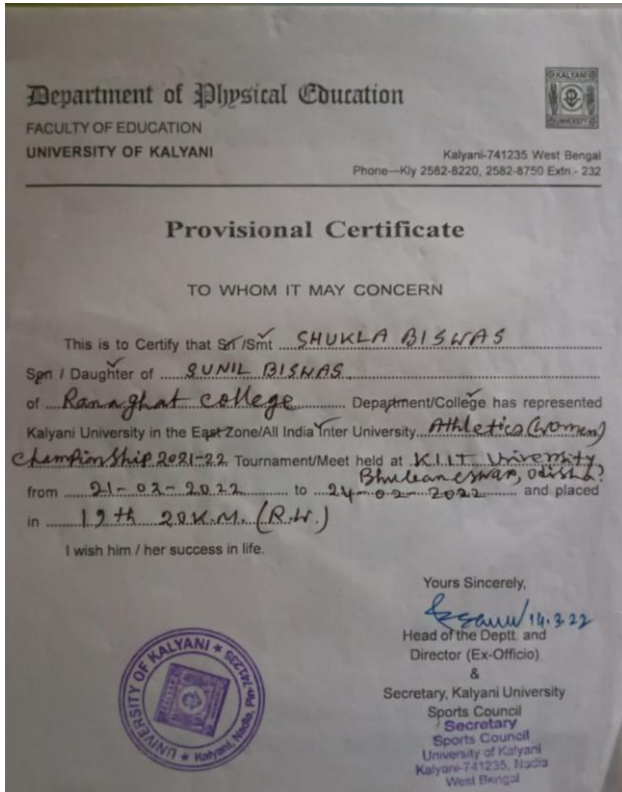 Department of Physical Education
FACULTY OF EDUCATION
UNIVERSITY OF KALYANI
KALYANI
UNIVERSITY
Kalyani-741235 West Bengal
Phone—Kly 2582-8220, 2582-8750 Extn.- 232
Provisional Certificate
TO WHOM IT MAY CONCERN
This is to Certify that Sri /Smt SHUKLA BISWAS
Son / Daughter of SUNIL BISWAS
of Ranaghat College Department/College has represented
Kalyani University in the East Zone/All India Inter University Athletics (Women)
Championship 2021-22 Tournament/Meet held at KIIT University
Bhubaneswar, Odisha
from 21-02-2022 to 24-02-2022 and placed
in 19th 20K.M. (R.W.)
I wish him / her success in life.
Yours Sincerely,
14.3.22
Head of the Deptt. and
Director (Ex-Officio)
&
Secretary, Kalyani University
Sports Council
Secretary
Sports Council
University of Kalyani
Kalyani-741235, Nadia
West Bengal
UNIVERSITY OF KALYANI
Kalyani, Nadia, Pin-741235